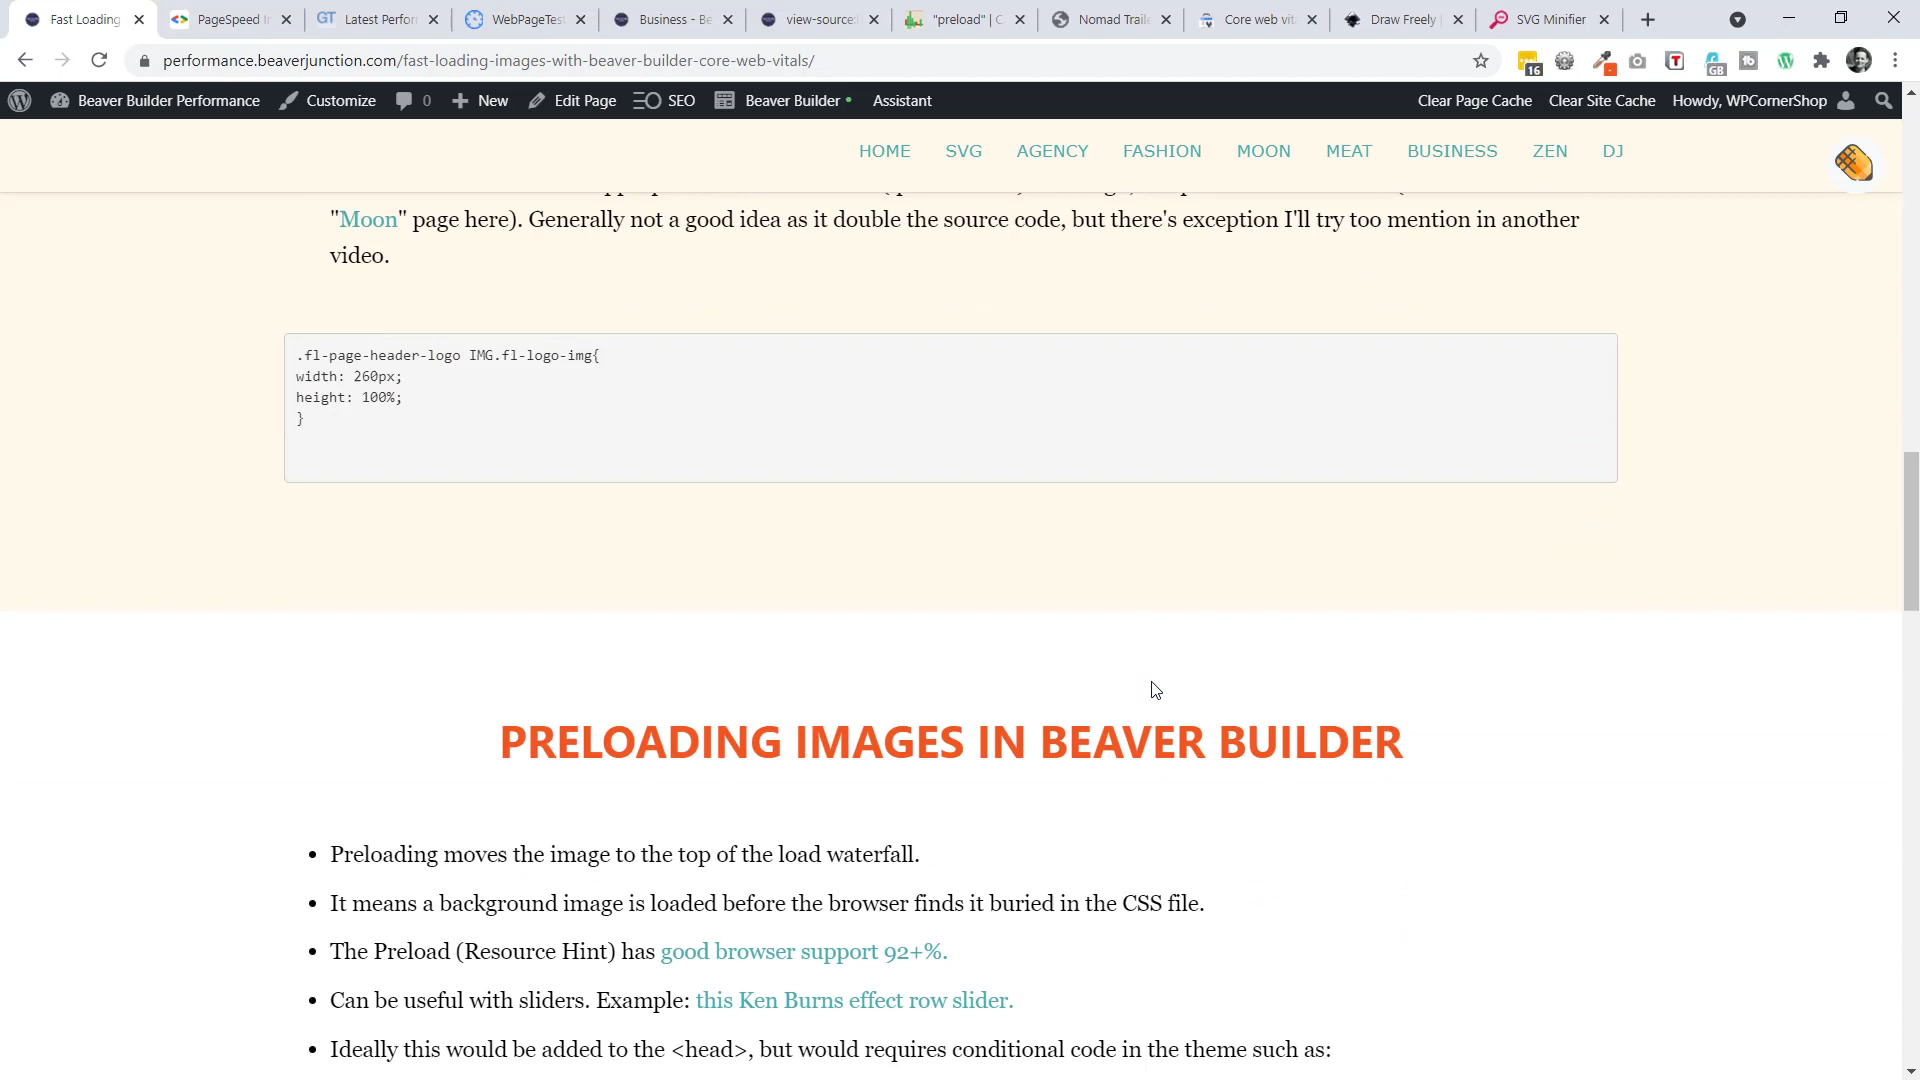 Fast Loading
PageSpeed I
GT Latest Perfor
WebPageTes
Business - Be
view-source:
"preload" | C
Nomad Traile
Core web vit
Draw Freely
SVG Minifier
performance.beaverjunction.com/fast-loading-images-with-beaver-builder-core-web-vitals/
16
GB
Beaver Builder Performance
Customize
0
New
Edit Page
SEO
Beaver Builder
Assistant
Clear Page Cache
Clear Site Cache
Howdy, WPCornerShop
HOME
SVG
AGENCY
FASHION
MOON
MEAT
BUSINESS
ZEN
DJ
"Moon" page here). Generally not a good idea as it double the source code, but there's exception I'll try too mention in another
video.
.fl-page-header-logo IMG.fl-logo-img{
width: 260px;
height: 100%;
}
PRELOADING IMAGES IN BEAVER BUILDER
• Preloading moves the image to the top of the load waterfall.
• It means a background image is loaded before the browser finds it buried in the CSS file.
• The Preload (Resource Hint) has good browser support 92+%.
• Can be useful with sliders. Example: this Ken Burns effect row slider.
• Ideally this would be added to the <head>, but would requires conditional code in the theme such as: